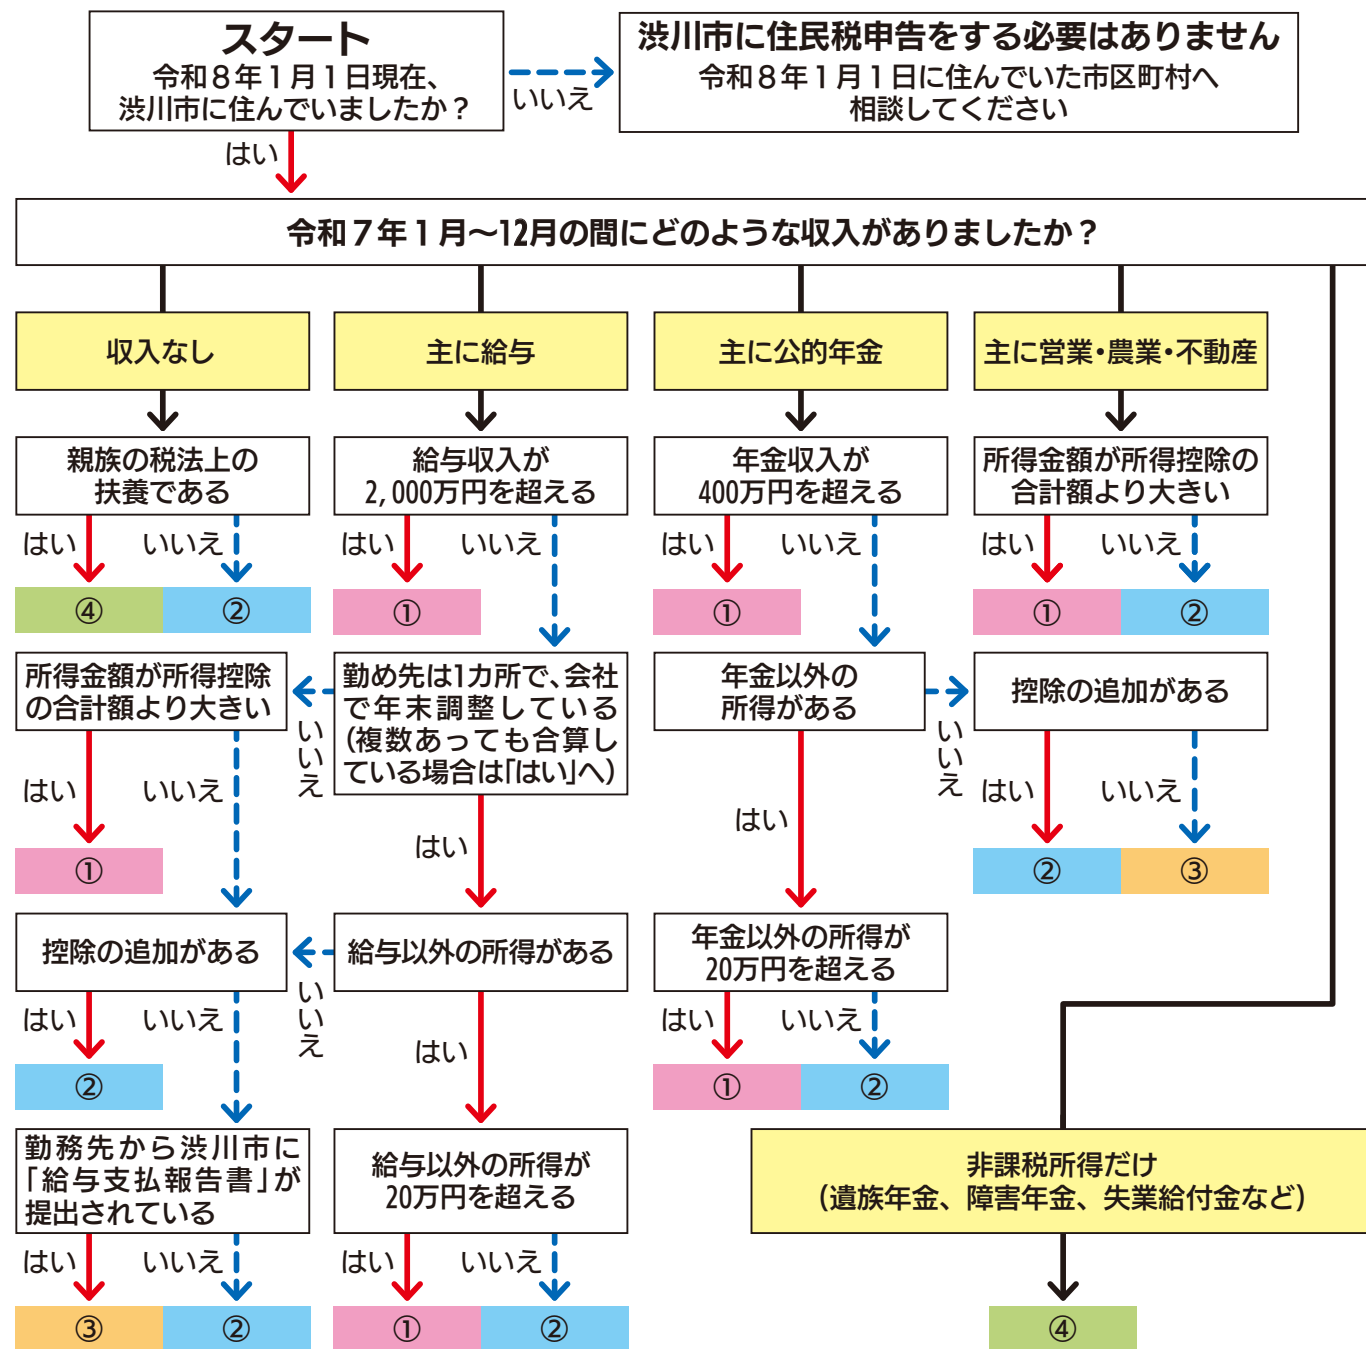 スタート
令和８年１月１日現在、
渋川市に住んでいましたか？
いいえ
渋川市に住民税申告をする必要はありません
令和８年１月１日に住んでいた市区町村へ
相談してください
はい
令和７年１月～12月の間にどのような収入がありましたか？
収入なし
主に給与
主に公的年金
主に営業・農業・不動産
親族の税法上の
扶養である
給与収入が
2,000万円を超える
年金収入が
400万円を超える
所得金額が所得控除の
合計額より大きい
はい
いいえ
はい
いいえ
はい
いいえ
はい
いいえ
④
②
①
①
①
②
所得金額が所得控除
の合計額より大きい
いいえ
勤め先は1カ所で、会社
で年末調整している
（複数あっても合算し
ている場合は「はい」へ）
年金以外の
所得がある
いいえ
控除の追加がある
はい
いいえ
はい
はい
はい
いいえ
①
②
③
控除の追加がある
いいえ
給与以外の所得がある
年金以外の所得が
20万円を超える
はい
いいえ
はい
はい
いいえ
②
①
②
勤務先から渋川市に
「給与支払報告書」が
提出されている
給与以外の所得が
20万円を超える
非課税所得だけ
（遺族年金、障害年金、失業給付金など）
はい
いいえ
はい
いいえ
③
②
①
②
④